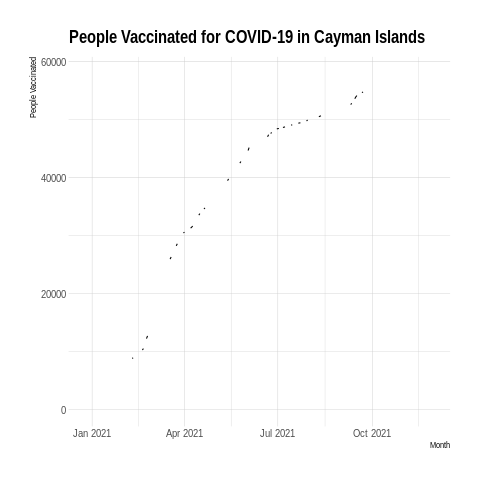 People Vaccinated for COVID-19 in Cayman Islands
People Vaccinated
60000
40000
20000
0
Jan 2021 Apr 2021 Jul 2021 Oct 2021
Month